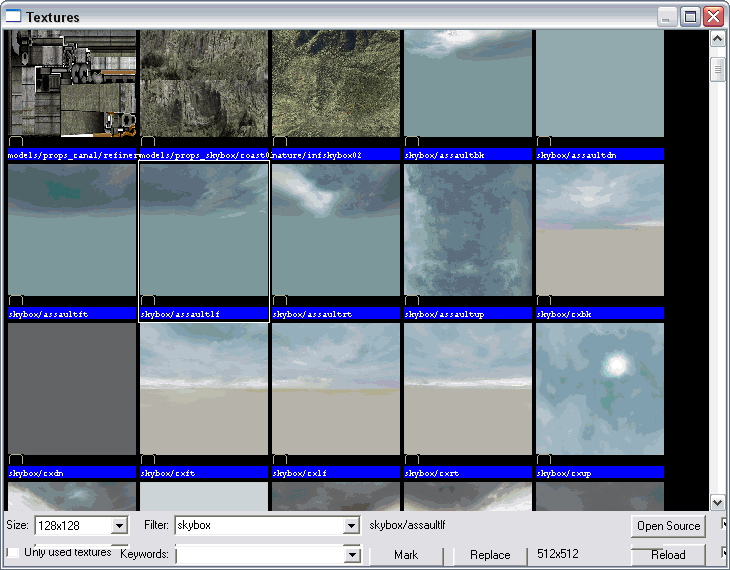 Textures
models/props_canal/refiner models/props_skybox/coast0 nature/infskybox02 skybox/assaultbk skybox/assaultdn
skybox/assaultft skybox/assaultlf skybox/assaultrt skybox/assaultup skybox/cxbk
skybox/cxdn skybox/cxft skybox/cxlf skybox/cxrt skybox/cxup
Size: 128x128 Filter: skybox skybox/assaultlf Open Source
Only used textures Keywords: Mark Replace 512x512 Reload